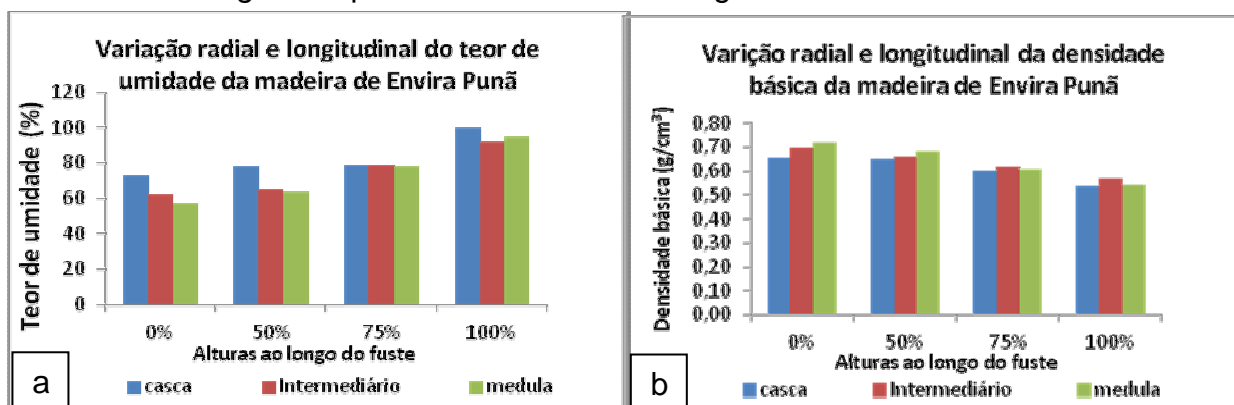 Variação radial e longitudinal do teor de
umidade da madeira de Envira Punã
Teor de umidade (%)
120
100
80
60
40
20
0
0% 50% 75% 100%
Alturas ao longo do fuste
casca Intermediário medula
a
Varição radial e longitudinal da densidade
básica da madeira de Envira Punã
Densidade básica (g/cm³)
0,80
0,70
0,60
0,50
0,40
0,30
0,20
0,10
0,00
0% 50% 75% 100%
Alturas ao longo do fuste
casca Intermediário medula
b